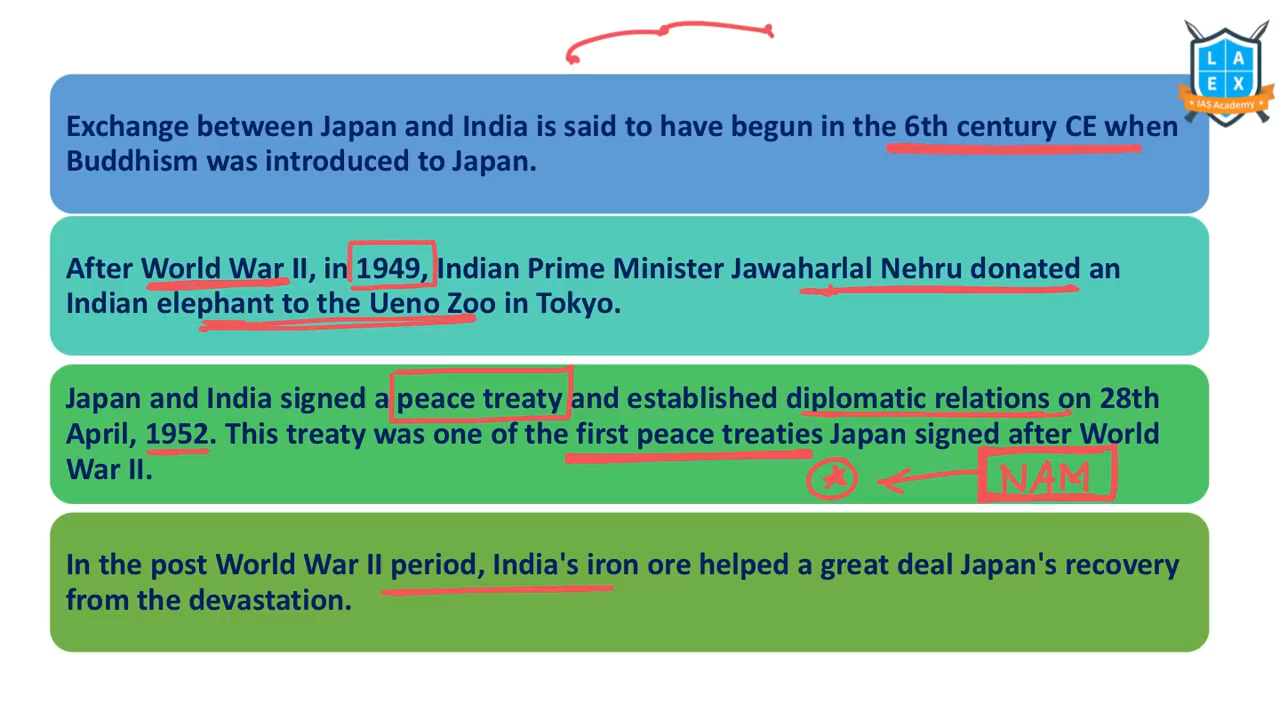 L A
E X
IAS Academy
Exchange between Japan and India is said to have begun in the 6th century CE when
Buddhism was introduced to Japan.
After World War II, in 1949, Indian Prime Minister Jawaharlal Nehru donated an
Indian elephant to the Ueno Zoo in Tokyo.
Japan and India signed a peace treaty and established diplomatic relations on 28th
April, 1952. This treaty was one of the first peace treaties Japan signed after World
War II.
NAM
In the post World War II period, India's iron ore helped a great deal Japan's recovery
from the devastation.